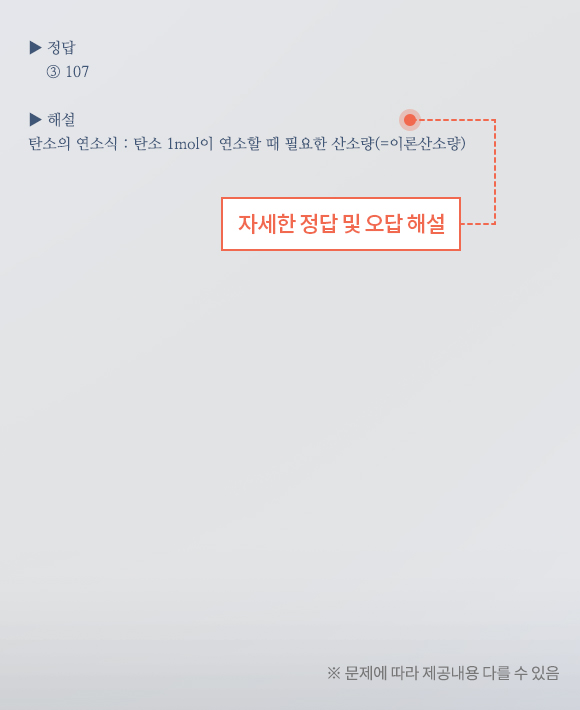 ▶ 정답
③ 107
▶ 해설
탄소의 연소식 : 탄소 1mol이 연소할 때 필요한 산소량(=이론산소량)
자세한 정답 및 오답 해설
※ 문제에 따라 제공내용 다를 수 있음